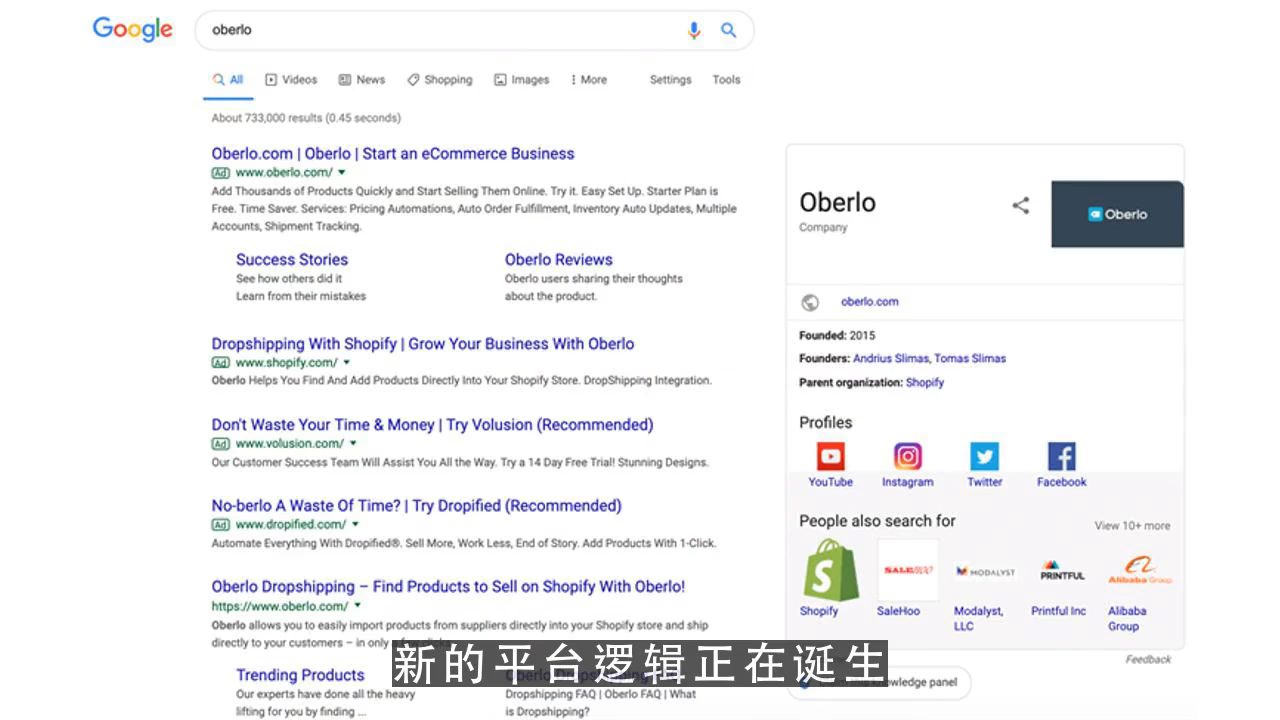 Google
oberlo
All Videos News Shopping Images More Settings Tools
About 733,000 results (0.45 seconds)
Oberlo.com | Oberlo | Start an eCommerce Business
Ad www.oberlo.com/
Add Thousands of Products Quickly and Start Selling Them Online. Try it. Easy Set Up. Starter Plan is
Free. Time Saver. Services: Pricing Automations, Auto Order Fulfillment, Inventory Auto Updates, Multiple
Accounts, Shipment Tracking.
Success Stories
See how others did it
Learn from their mistakes
Oberlo Reviews
Oberlo users sharing their thoughts
about the product.
Dropshipping With Shopify | Grow Your Business With Oberlo
Ad www.shopify.com/
Oberlo Helps You Find And Add Products Directly Into Your Shopify Store. DropShipping Integration.
Don't Waste Your Time & Money | Try Volusion (Recommended)
Ad www.volusion.com/
Our Customer Success Team Will Assist You All the Way. Try a 14 Day Free Trial! Stunning Designs.
No-berlo A Waste Of Time? | Try Dropified (Recommended)
Ad www.dropified.com/
Automate Everything With Dropified®. Sell More, Work Less, End of Story. Add Products With 1-Click.
Oberlo Dropshipping – Find Products to Sell on Shopify With Oberlo!
https://www.oberlo.com/
Oberlo allows you to easily import products from suppliers directly into your Shopify store and ship
directly to your customers – in only
Trending Products
Our experts have done all the heavy
lifting for you by finding ...
Dropshipping FAQ | Oberlo FAQ | What
is Dropshipping?
Oberlo
Company
Oberlo
oberlo.com
Founded: 2015
Founders: Andrius Slimas, Tomas Slimas
Parent organization: Shopify
Profiles
YouTube Instagram Twitter Facebook
People also search for View 10+ more
SALEHOO MODALYST PRINTFUL Alibaba Group
Shopify SaleHoo Modalyst, LLC Printful Inc Alibaba Group
Feedback
knowledge panel
新的平台逻辑正在诞生